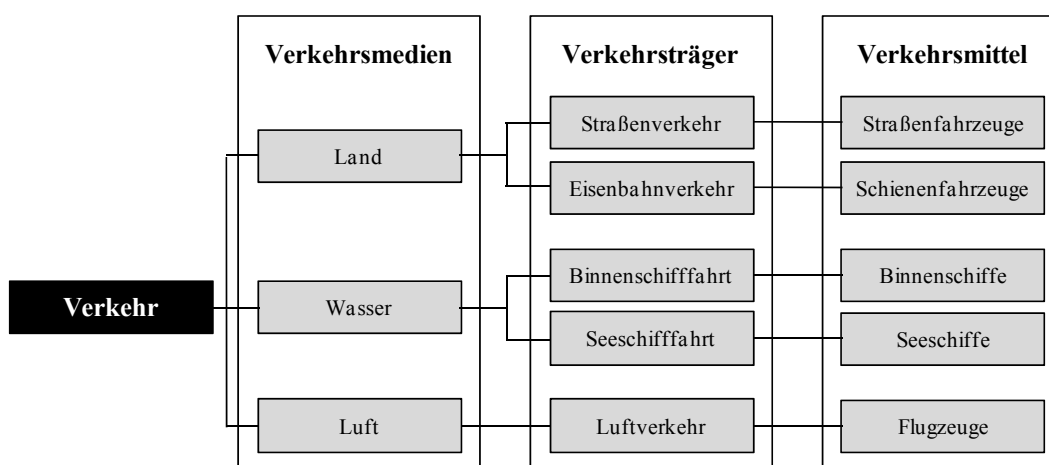 Verkehrsmedien
Verkehrsträger
Verkehrsmittel
Straßenverkehr
Straßenfahrzeuge
Land
Eisenbahnverkehr
Schienenfahrzeuge
Binnenschifffahrt
Binnenschiffe
Verkehr
Wasser
Seeschifffahrt
Seeschiffe
Luft
Luftverkehr
Flugzeuge